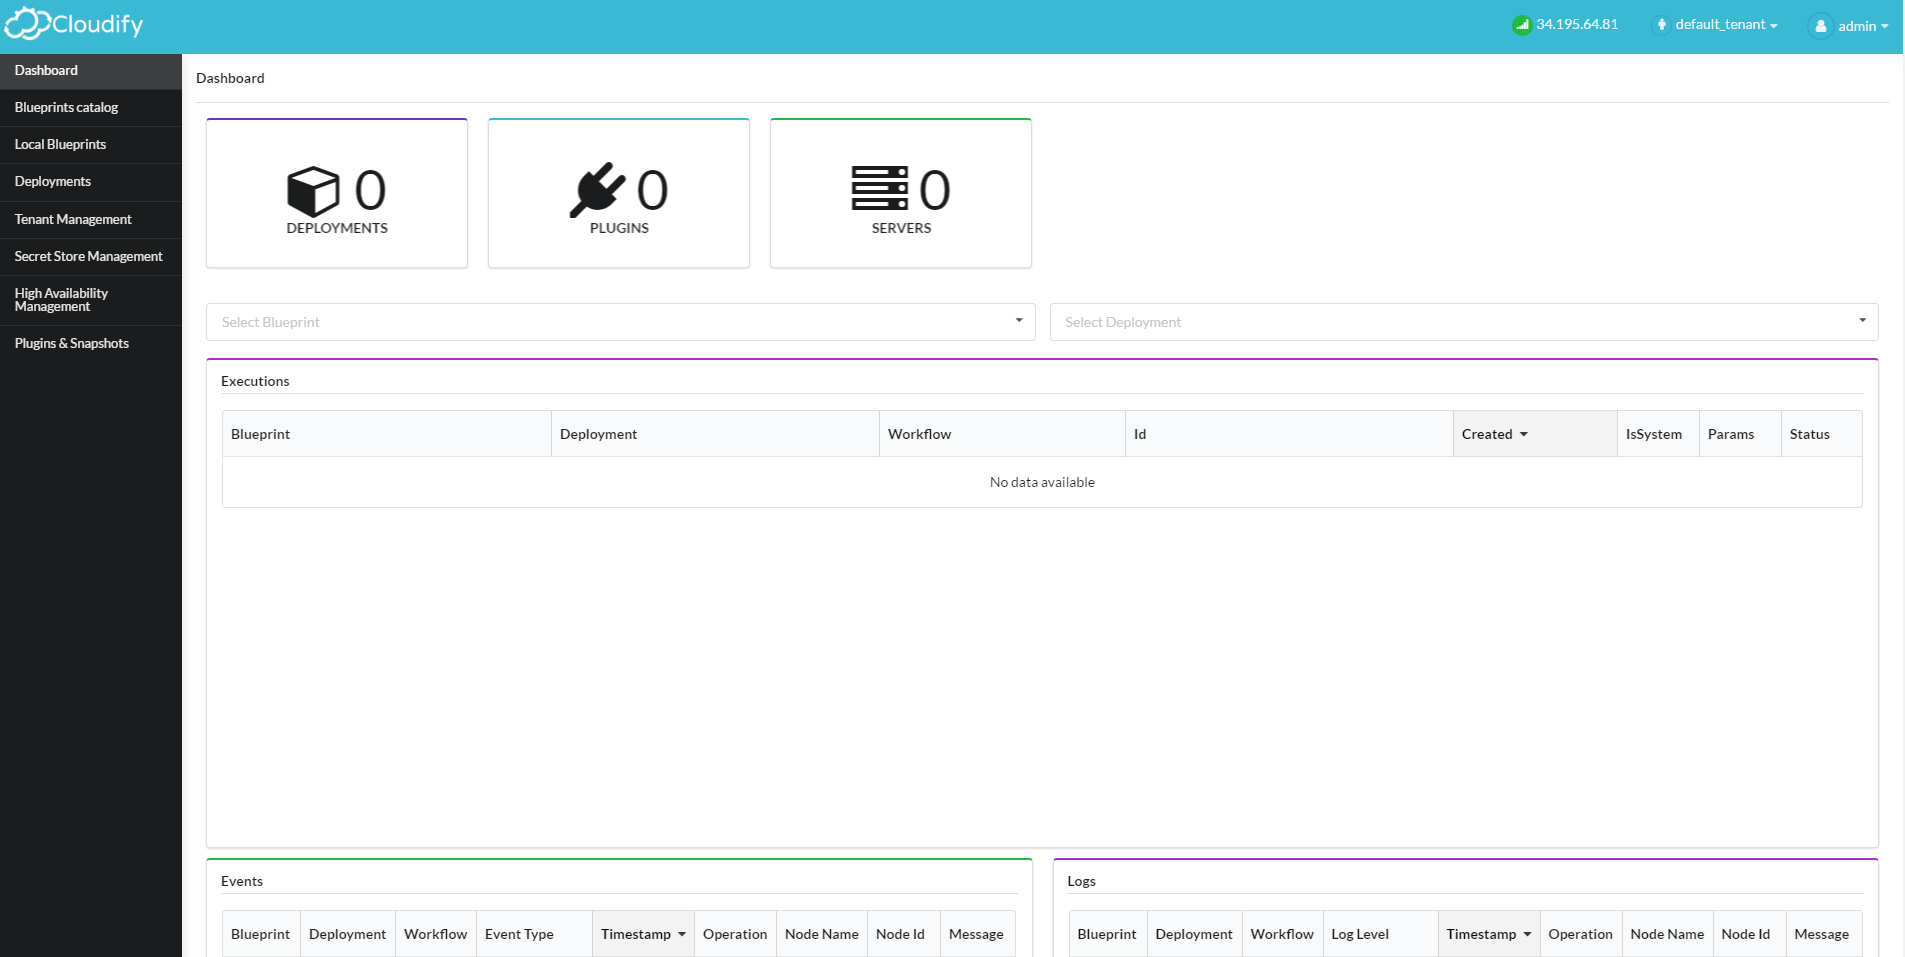 Cloudify
34.195.64.81
default_tenant
admin
Dashboard
Blueprints catalog
Local Blueprints
Deployments
Tenant Management
Secret Store Management
High Availability
Management
Plugins & Snapshots
Dashboard
0
DEPLOYMENTS
0
PLUGINS
0
SERVERS
Select Blueprint
Select Deployment
Executions
Blueprint Deployment Workflow Id Created IsSystem Params Status
No data available
Events
Blueprint Deployment Workflow Event Type Timestamp Operation Node Name Node Id Message
Logs
Blueprint Deployment Workflow Log Level Timestamp Operation Node Name Node Id Message